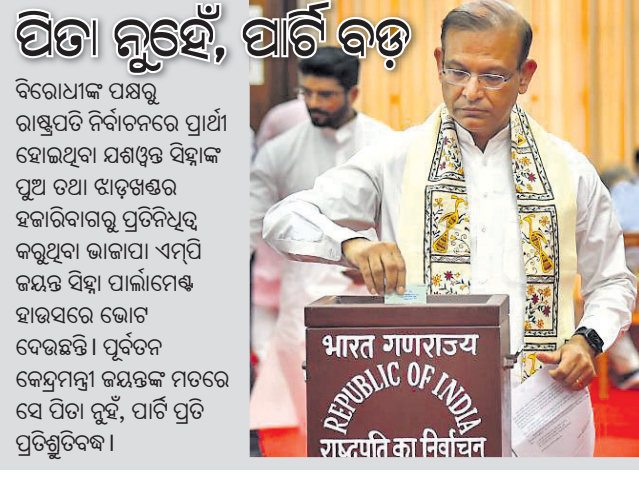 ପିତା ନୁହେଁ, ପାର୍ଟି ବଡ଼
ବିରୋଧୀଙ୍କ ପକ୍ଷରୁ
ରାଷ୍ଟ୍ରପତି ନିର୍ବାଚନରେ ପ୍ରାର୍ଥୀ
ହୋଇଥିବା ଯଶୱନ୍ତ ସିହ୍ନାଙ୍କ
ପୁଅ ତଥା ଝାଡ଼ଖଣ୍ଡର
ହଜାରିବାଗରୁ ପ୍ରତିନିଧିତ୍ୱ
କରୁଥିବା ଭାଜାପା ଏମ୍‌ପି
ଜୟନ୍ତ ସିହ୍ନା ପାର୍ଲାମେଣ୍ଟ
ହାଉସରେ ଭୋଟ
ଦେଉଛନ୍ତି। ପୂର୍ବତନ
କେନ୍ଦ୍ରମନ୍ତ୍ରୀ ଜୟନ୍ତଙ୍କ ମତରେ
ସେ ପିତା ନୁହଁ, ପାର୍ଟି ପ୍ରତି
ପ୍ରତିଶ୍ରୁତିବଦ୍ଧ।
भारत गणराज्य
REPUBLIC OF INDIA
राष्ट्रपति का निर्वाचन